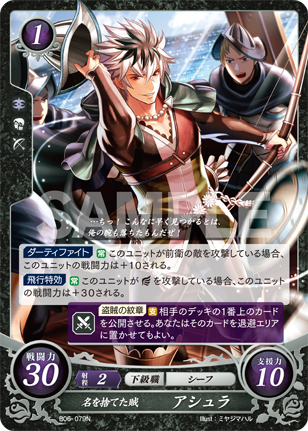 1
SAMPLE
…ちっ！こんなに早く見つかるとは、
俺の腕も落ちたもんだぜ！
ダーティファイト 常 このユニットが前衛の敵を攻撃している場合、
このユニットの戦闘力は＋10される。
飛行特効 常 このユニットが を攻撃している場合、このユニット
の戦闘力は＋30される。
盗賊の紋章 支 相手のデッキの1番上のカード
を公開させる。あなたはそのカードを退避エリア
に置かせてもよい。
戦闘力
30
射程
2
下級職
シーフ
支援力
10
名を捨てた賊
アシュラ
B06-079N
Illust：ミヤジマハル